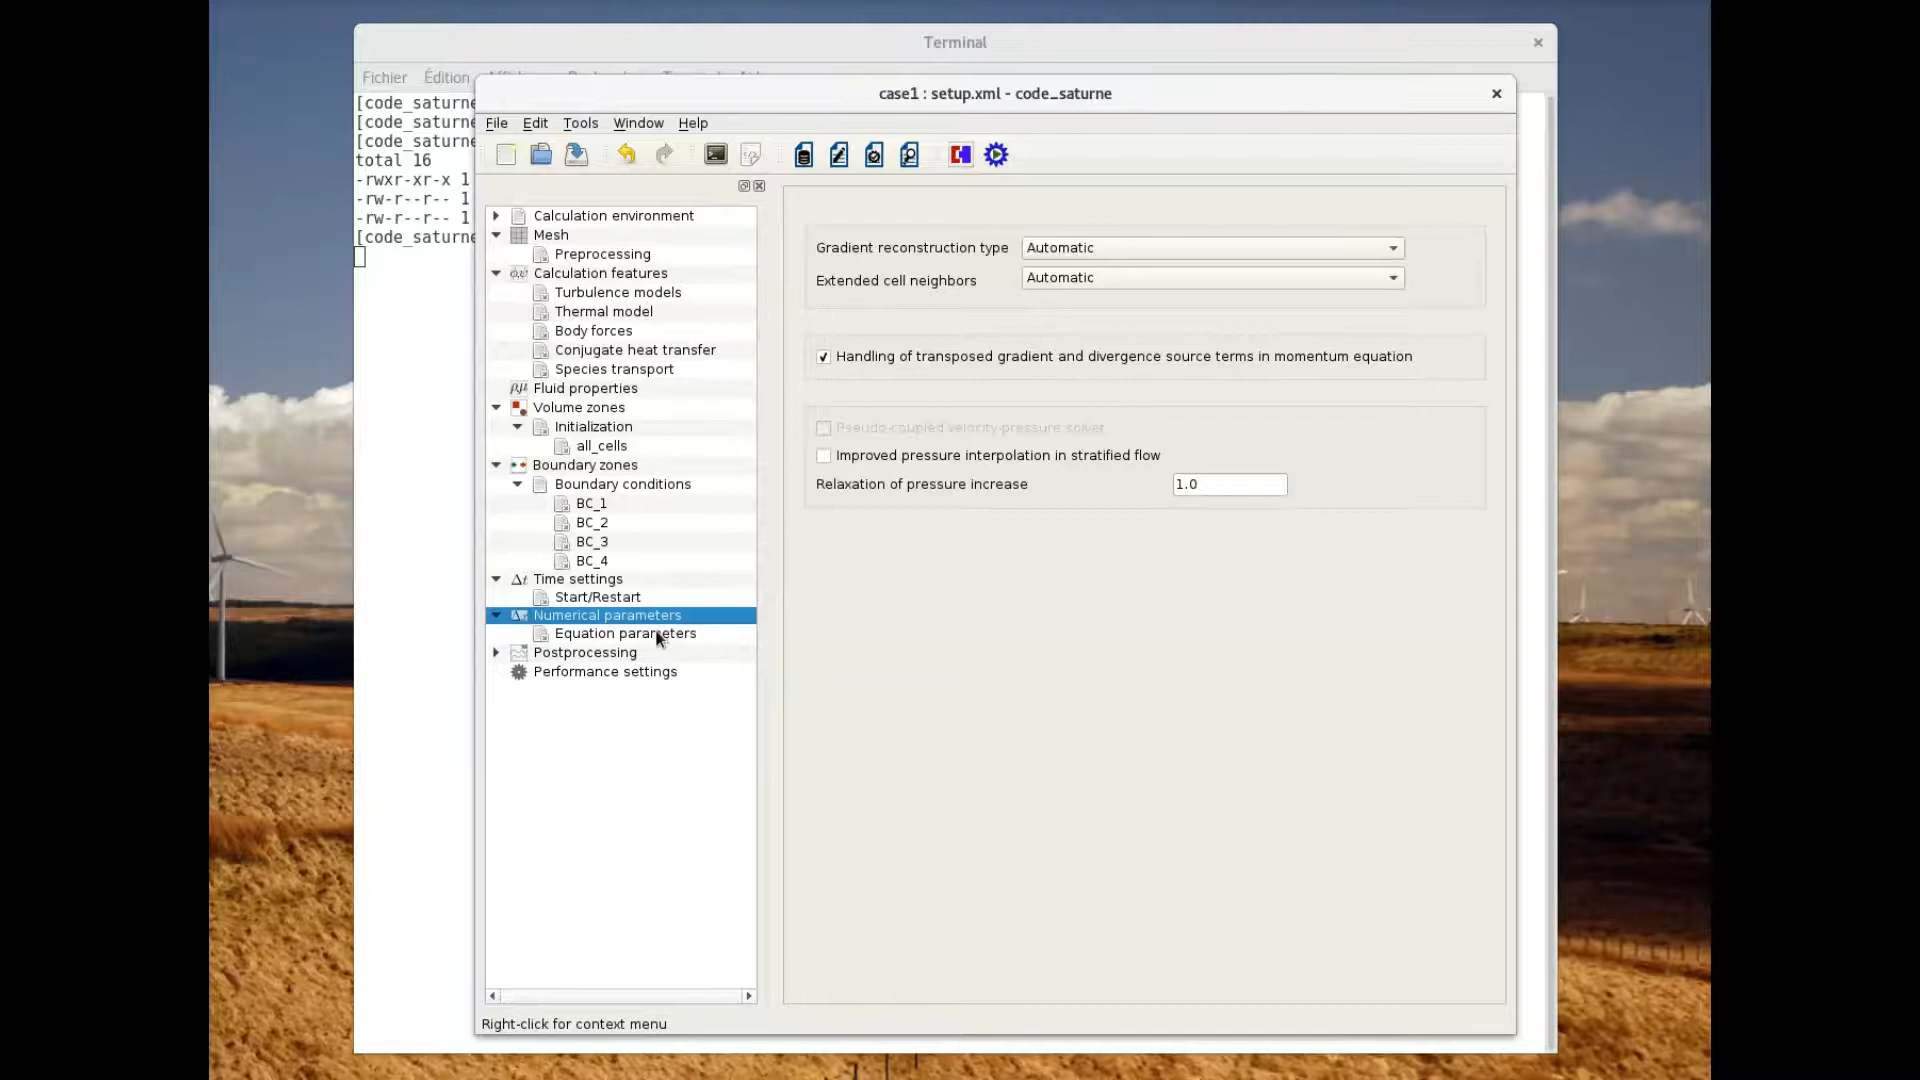 Terminal
Fichier Édition
[code_saturne
[code_saturne
[code_saturne
total 16
-rwxr-xr-x 1
-rw-r--r-- 1
-rw-r--r-- 1
[code_saturne
case1 : setup.xml - code_saturne
File Edit Tools Window Help
Calculation environment
Mesh
Preprocessing
Calculation features
Turbulence models
Thermal model
Body forces
Conjugate heat transfer
Species transport
Fluid properties
Volume zones
Initialization
all_cells
Boundary zones
Boundary conditions
BC_1
BC_2
BC_3
BC_4
Δt Time settings
Start/Restart
Numerical parameters
Equation parameters
Postprocessing
Performance settings
Gradient reconstruction type Automatic
Extended cell neighbors Automatic
Handling of transposed gradient and divergence source terms in momentum equation
Pseudo-coupled velocity-pressure solver
Improved pressure interpolation in stratified flow
Relaxation of pressure increase 1.0
Right-click for context menu